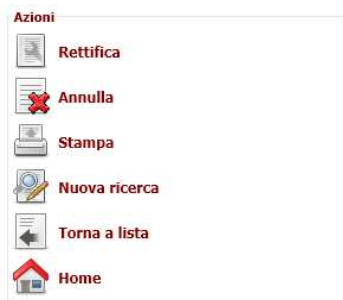 Azioni
Rettifica
Annulla
Stampa
Nuova ricerca
Torna a lista
Home